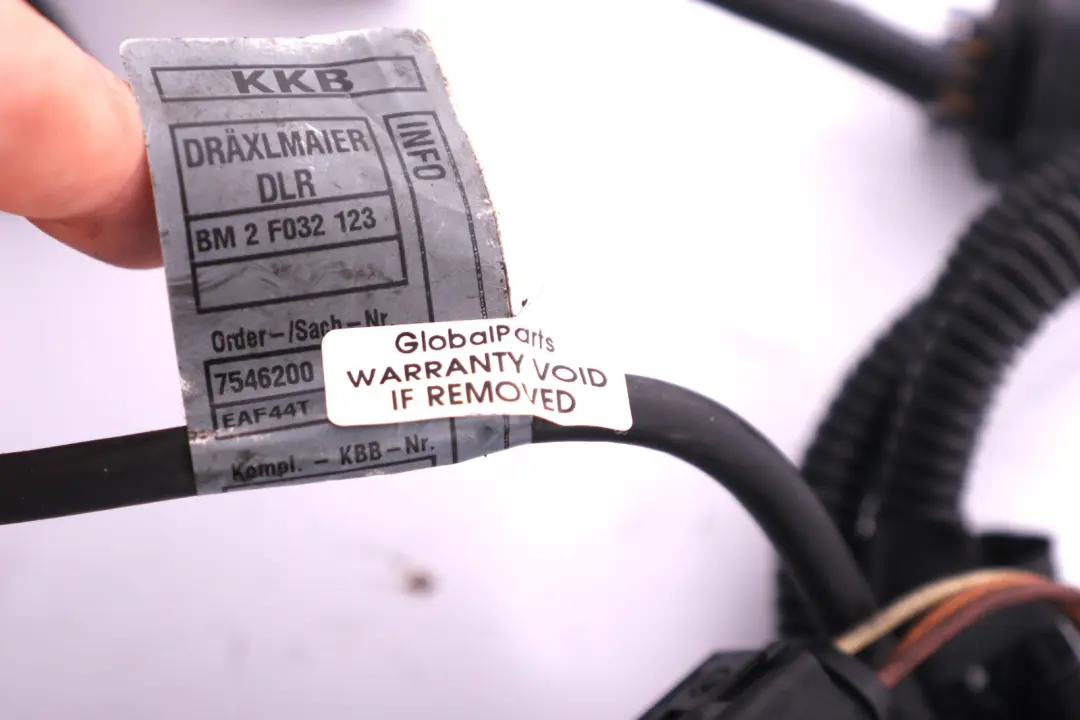 KKB
DRÄXLMAIER
DLR
BM 2 F032 123
INFO
Order-/Sach-Nr
7546200
EAF44T
Kompl. - KBB-Nr.
GlobalParts
WARRANTY VOID
IF REMOVED